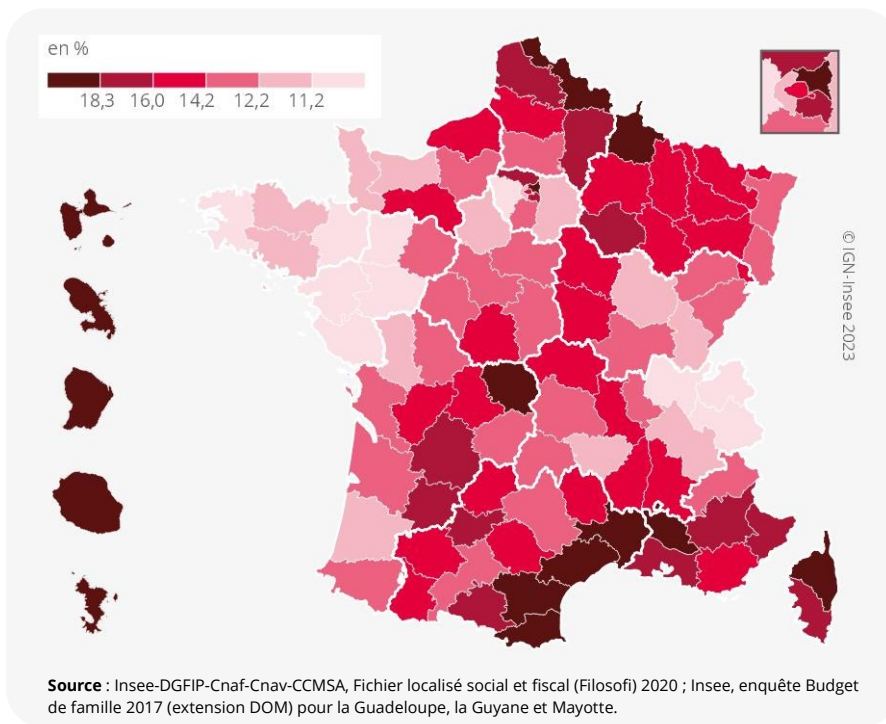 en %
18,3 16,0 14,2 12,2 11,2
© IGN-Insee 2023
Source : Insee-DGFIP-Cnaf-Cnav-CCMSA, Fichier localisé social et fiscal (Filosofi) 2020 ; Insee, enquête Budget
de famille 2017 (extension DOM) pour la Guadeloupe, la Guyane et Mayotte.